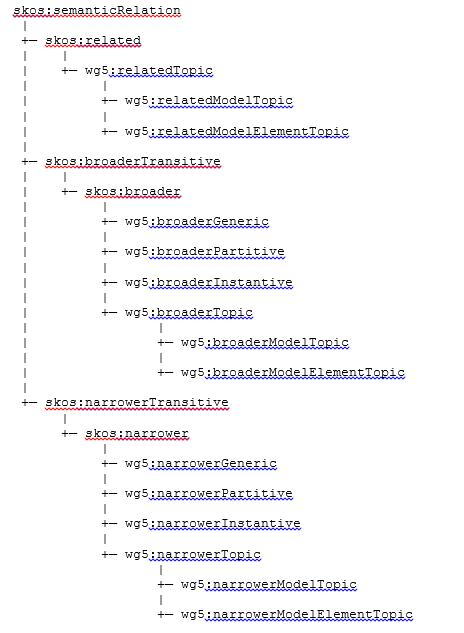 skos:semanticRelation
|
+— skos:related
|    |
|    +— wg5:relatedTopic
|         |
|         +— wg5:relatedModelTopic
|         |
|         +— wg5:relatedModelElementTopic
|
+— skos:broaderTransitive
|    |
|    +— skos:broader
|         |
|         +— wg5:broaderGeneric
|         |
|         +— wg5:broaderPartitive
|         |
|         +— wg5:broaderInstantive
|         |
|         +— wg5:broaderTopic
|                |
|                +— wg5:broaderModelTopic
|                |
|                +— wg5:broaderModelElementTopic
|
+— skos:narrowerTransitive
     |
     +— skos:narrower
          |
          +— wg5:narrowerGeneric
          |
          +— wg5:narrowerPartitive
          |
          +— wg5:narrowerInstantive
          |
          +— wg5:narrowerTopic
                 |
                 +— wg5:narrowerModelTopic
                 |
                 +— wg5:narrowerModelElementTopic